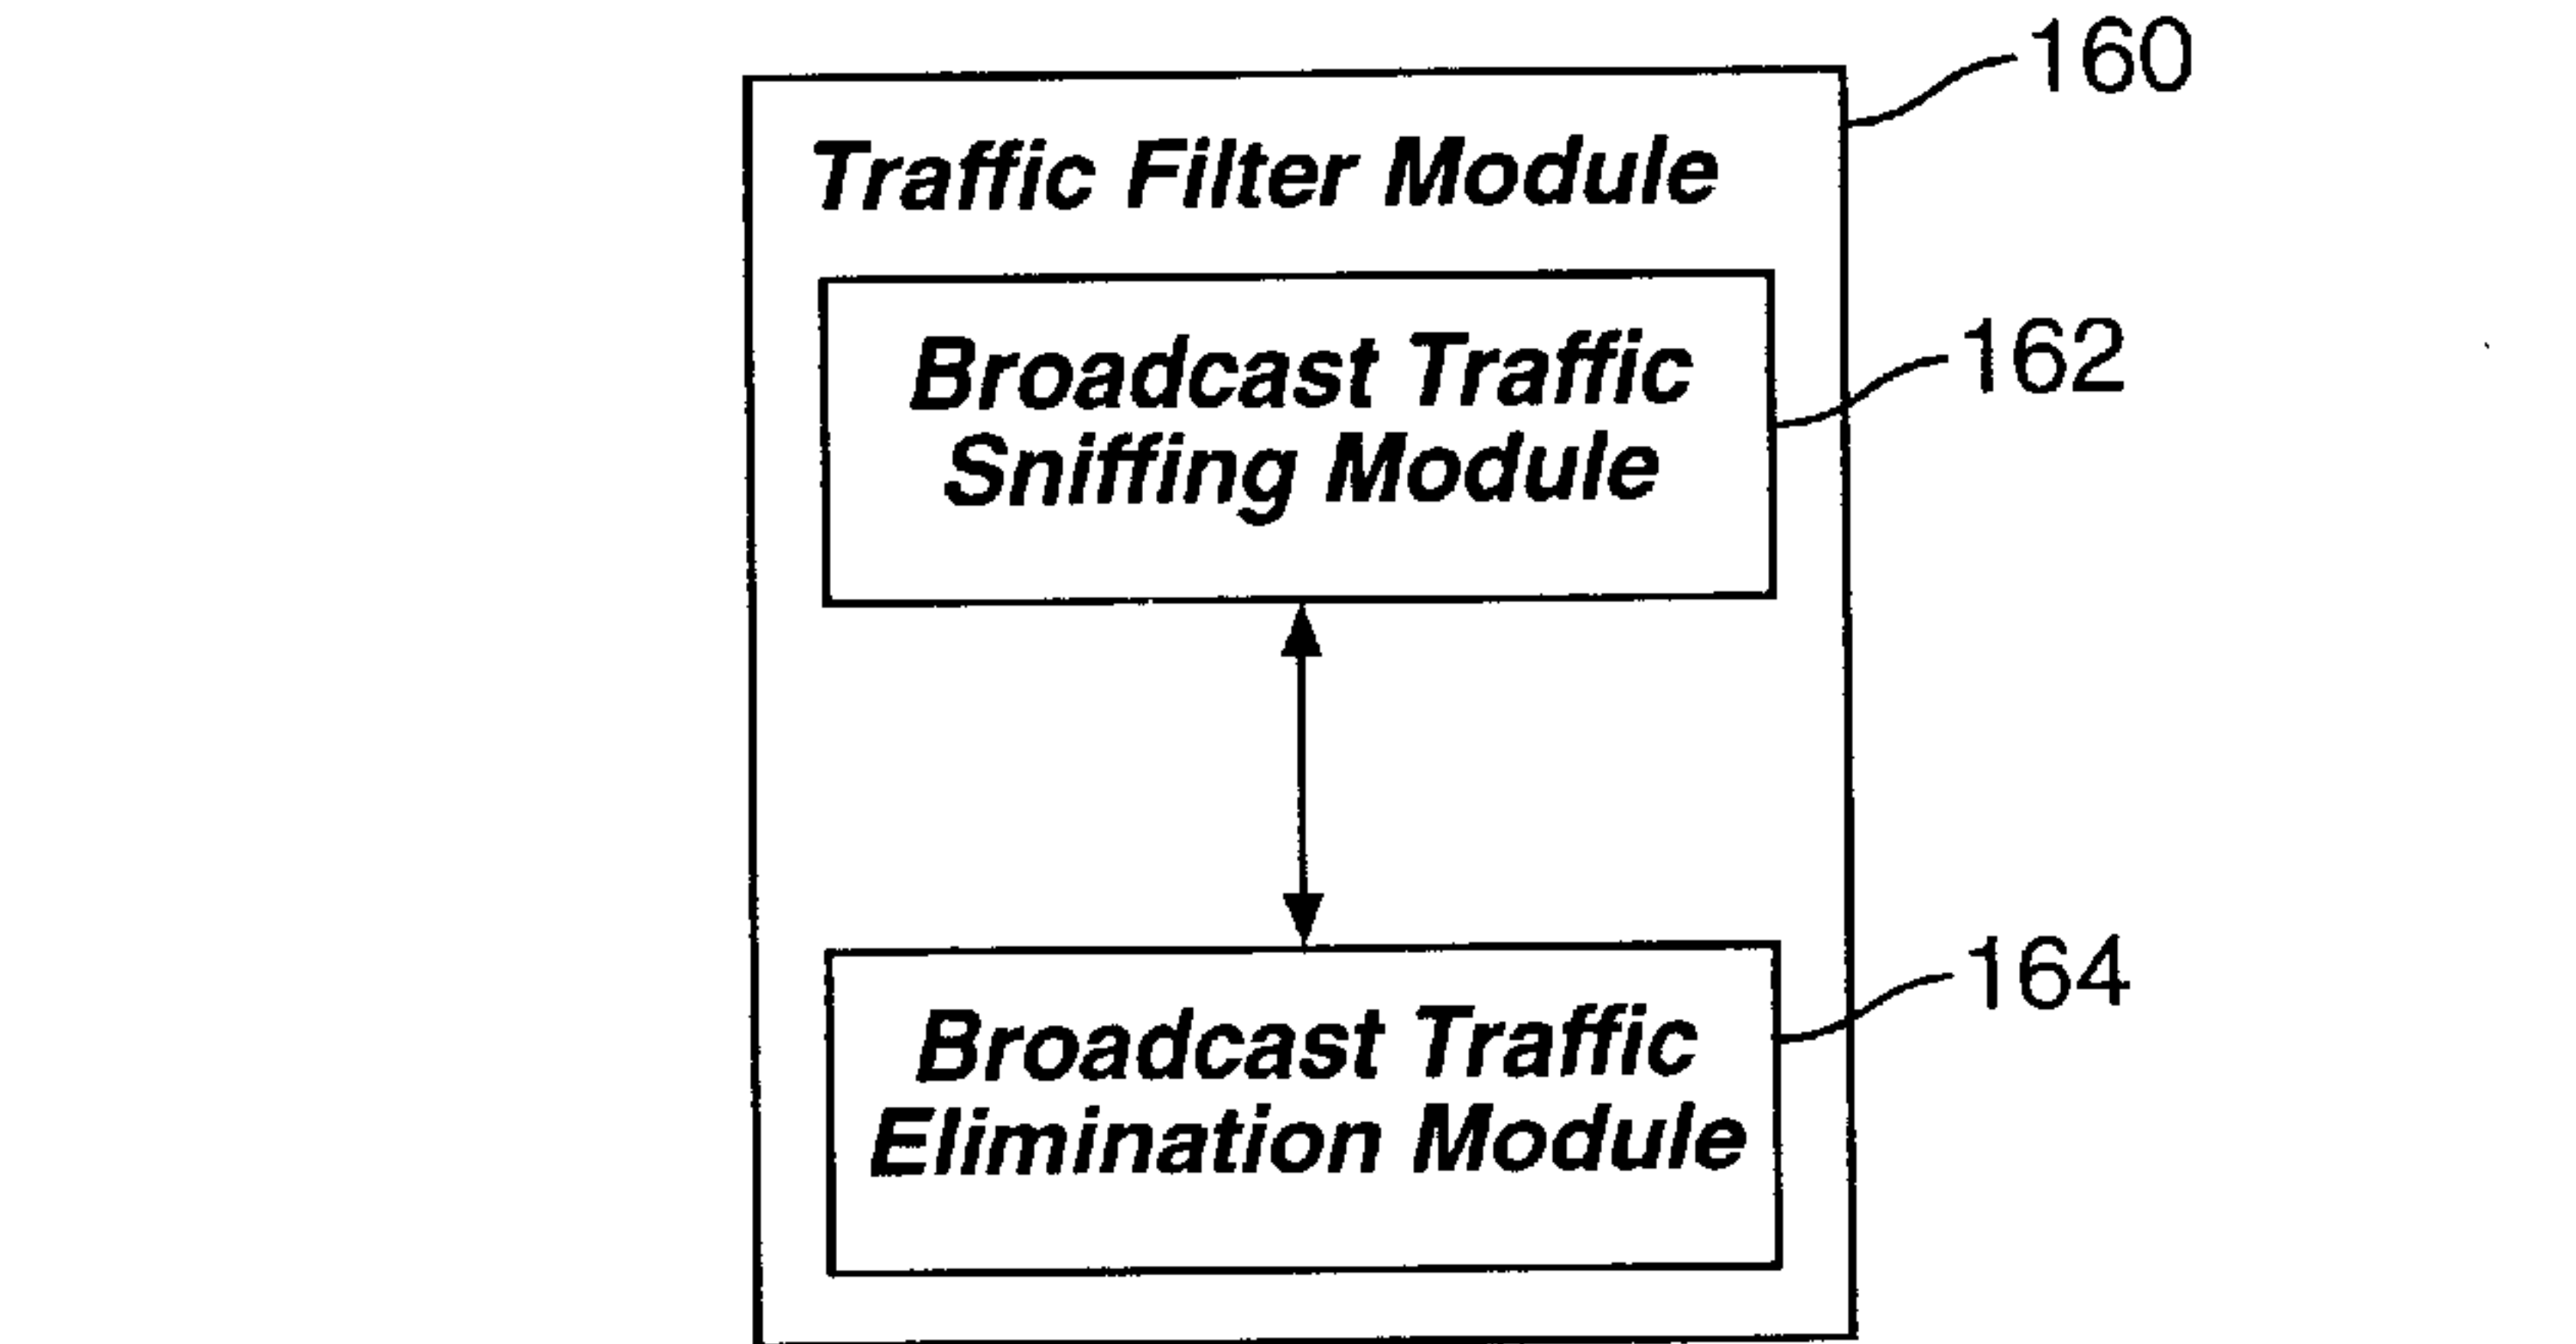 160
Traffic Filter Module
Broadcast Traffic
Sniffing Module
162
Broadcast Traffic
Elimination Module
164